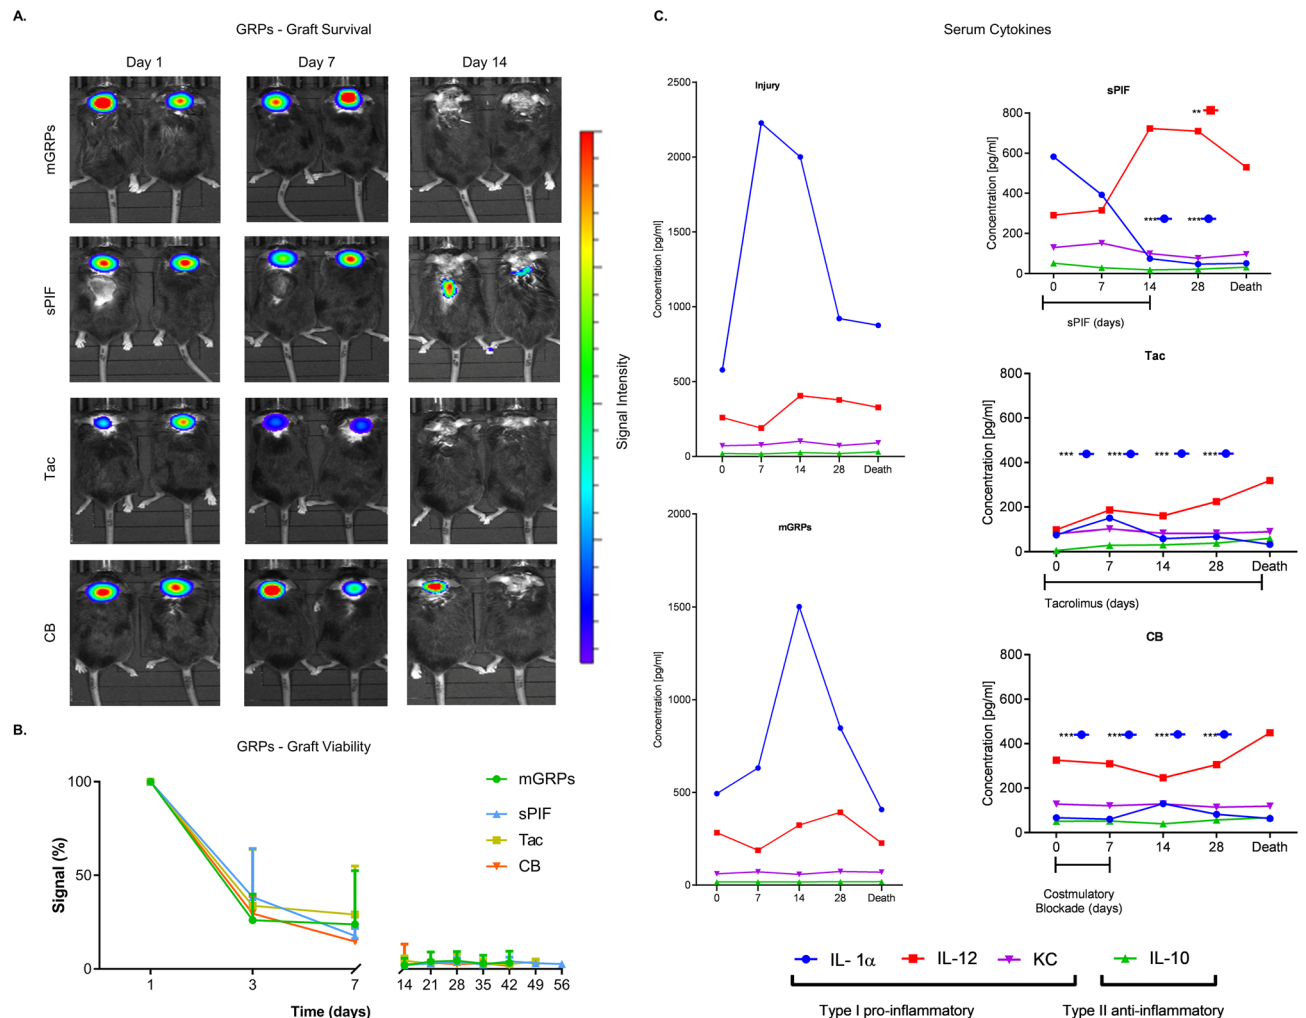 A.
GRPs - Graft Survival
Day 1
Day 7
Day 14
mGRPs
sPIF
Tac
CB
Signal Intensity
B.
GRPs - Graft Viability
Signal (%)
100
50
0
1
3
7
14
21
28
35
42
49
56
Time (days)
mGRPs
sPIF
Tac
CB
C.
Serum Cytokines
Injury
Concentration [pg/ml]
2500
2000
1500
1000
500
0
0
7
14
28
Death
mGRPs
Concentration [pg/ml]
2000
1500
1000
500
0
0
7
14
28
Death
sPIF
Concentration [pg/ml]
800
600
400
200
0
**
***
***
0
7
14
28
Death
sPIF (days)
Tac
Concentration [pg/ml]
800
600
400
200
0
***
***
***
***
0
7
14
28
Death
Tacrolimus (days)
CB
Concentration [pg/ml]
800
600
400
200
0
***
***
***
***
0
7
14
28
Death
Costmulatory
Blockade (days)
IL- 1α
IL-12
KC
IL-10
Type I pro-inflammatory
Type II anti-inflammatory